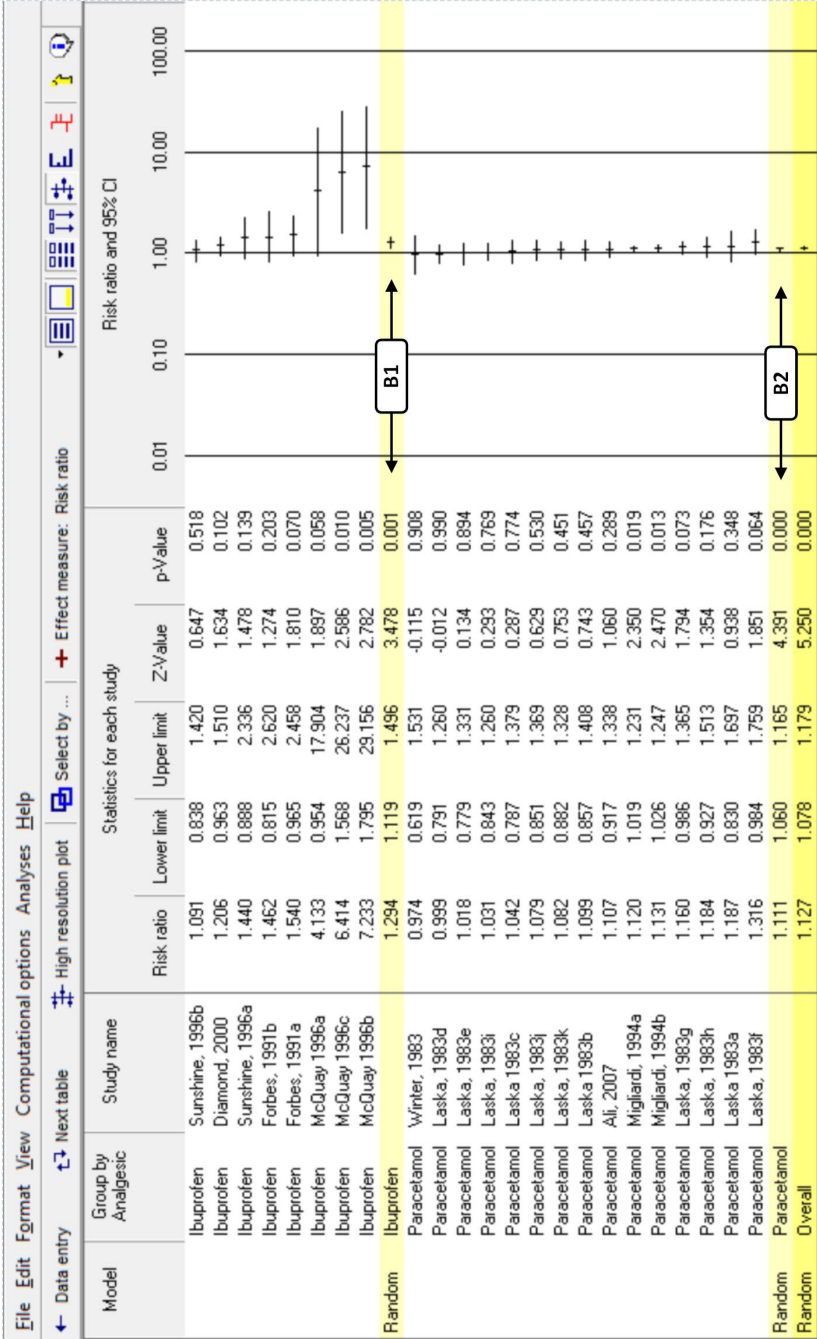 File Edit Format View Computational options Analyses Help
← Data entry Next table High resolution plot Select by ... + Effect measure: Risk ratio
Model Group by Analgesic Study name Statistics for each study Risk ratio and 95% CI
Risk ratio Lower limit Upper limit Z-Value p-Value 0.01 0.10 1.00 10.00 100.00
Ibuprofen Sunshine, 1996b 1.091 0.838 1.420 0.647 0.518
Ibuprofen Diamond, 2000 1.206 0.963 1.510 1.634 0.102
Ibuprofen Sunshine, 1996a 1.440 0.888 2.336 1.478 0.139
Ibuprofen Forbes, 1991b 1.462 0.815 2.620 1.274 0.203
Ibuprofen Forbes, 1991a 1.540 0.965 2.458 1.810 0.070
Ibuprofen McQuay 1996a 4.133 0.954 17.904 1.897 0.058
Ibuprofen McQuay 1996c 6.414 1.568 26.237 2.586 0.010
Ibuprofen McQuay 1996b 7.233 1.795 29.156 2.782 0.005
Random Ibuprofen 1.294 1.119 1.496 3.478 0.001 B1
Paracetamol Winter, 1983 0.974 0.619 1.531 -0.115 0.908
Paracetamol Laska, 1983d 0.999 0.791 1.260 -0.012 0.990
Paracetamol Laska, 1983e 1.018 0.779 1.331 0.134 0.894
Paracetamol Laska, 1983i 1.031 0.843 1.260 0.293 0.769
Paracetamol Laska 1983c 1.042 0.787 1.379 0.287 0.774
Paracetamol Laska, 1983j 1.079 0.851 1.369 0.629 0.530
Paracetamol Laska, 1983k 1.082 0.882 1.328 0.753 0.451
Paracetamol Laska 1983b 1.099 0.857 1.408 0.743 0.457
Paracetamol Ali, 2007 1.107 0.917 1.338 1.060 0.289
Paracetamol Migliardi, 1994a 1.120 1.019 1.231 2.350 0.019
Paracetamol Migliardi, 1994b 1.131 1.026 1.247 2.470 0.013
Paracetamol Laska, 1983g 1.160 0.986 1.365 1.794 0.073
Paracetamol Laska, 1983h 1.184 0.927 1.513 1.354 0.176
Paracetamol Laska 1983a 1.187 0.830 1.697 0.938 0.348
Paracetamol Laska, 1983f 1.316 0.984 1.759 1.851 0.064
Random Paracetamol 1.111 1.060 1.165 4.391 0.000 B2
Random Overall 1.127 1.078 1.179 5.250 0.000